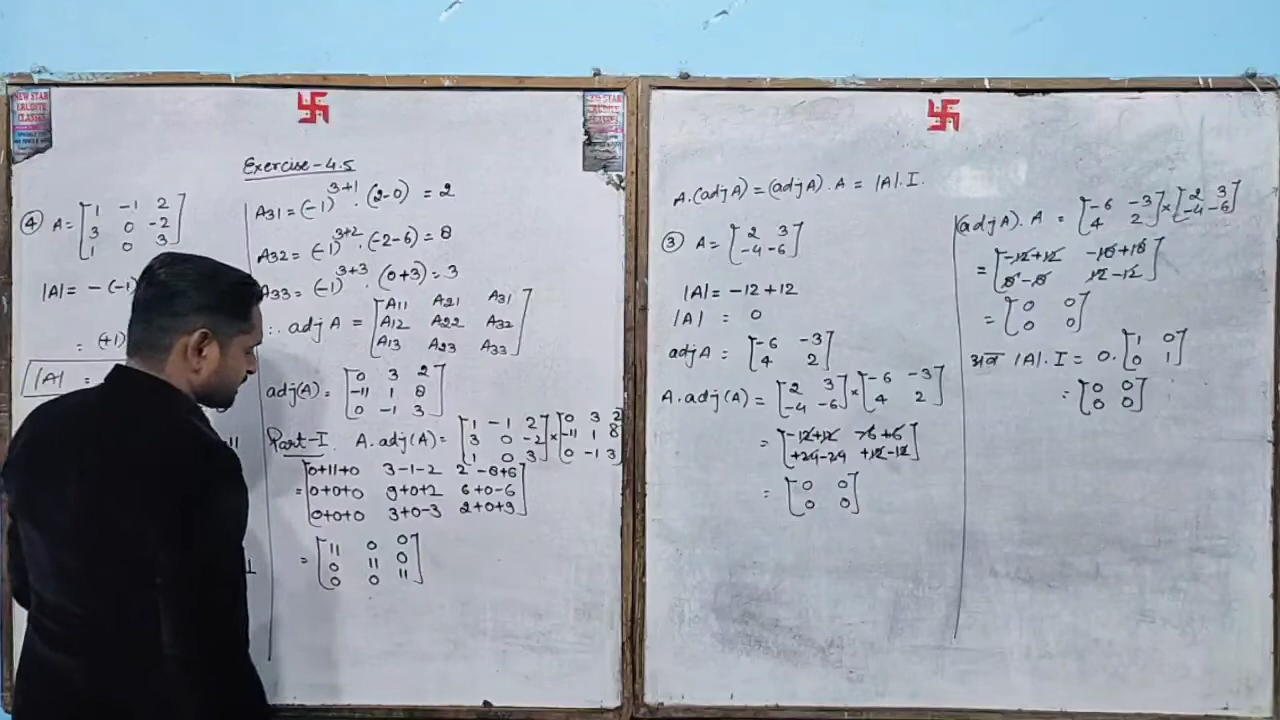 NEW STAR
ERUDITE
CLASSES
Exercise-4.5
④ A = [1 -1 2
3 0 -2
1 0 3]
|A| = -(-1)
= (+1)
|A| =
A31 = (-1)^3+1 . (2-0) = 2
A32 = (-1)^3+2 . (-2-6) = 8
A33 = (-1)^3+3 . (0+3) = 3
∴ adj A = [A11 A21 A31
A12 A22 A32
A13 A23 A33]
adj(A) = [0 3 2
-11 1 8
0 -1 3]
Part-I. A.adj(A) = [1 -1 2
3 0 -2
1 0 3] × [0 3 2
-11 1 8
0 -1 3]
= [0+11+0 3-1-2 2-8+6
0+0+0 9+0+2 6+0-6
0+0+0 3+0-3 2+0+9]
= [11 0 0
0 11 0
0 0 11]
A.(adjA) = (adjA).A = |A|.I.
③ A = [2 3
-4 -6]
|A| = -12+12
|A| = 0
adjA = [-6 -3
4 2]
A.adj(A) = [2 3
-4 -6] × [-6 -3
4 2]
= [-12+12 -6+6
+24-24 +12-12]
= [0 0
0 0]
(adjA).A = [-6 -3
4 2] × [2 3
-4 -6]
= [-12+12 -18+18
8-8 12-12]
= [0 0
0 0]
अब |A|.I = 0.[1 0
0 1]
= [0 0
0 0]